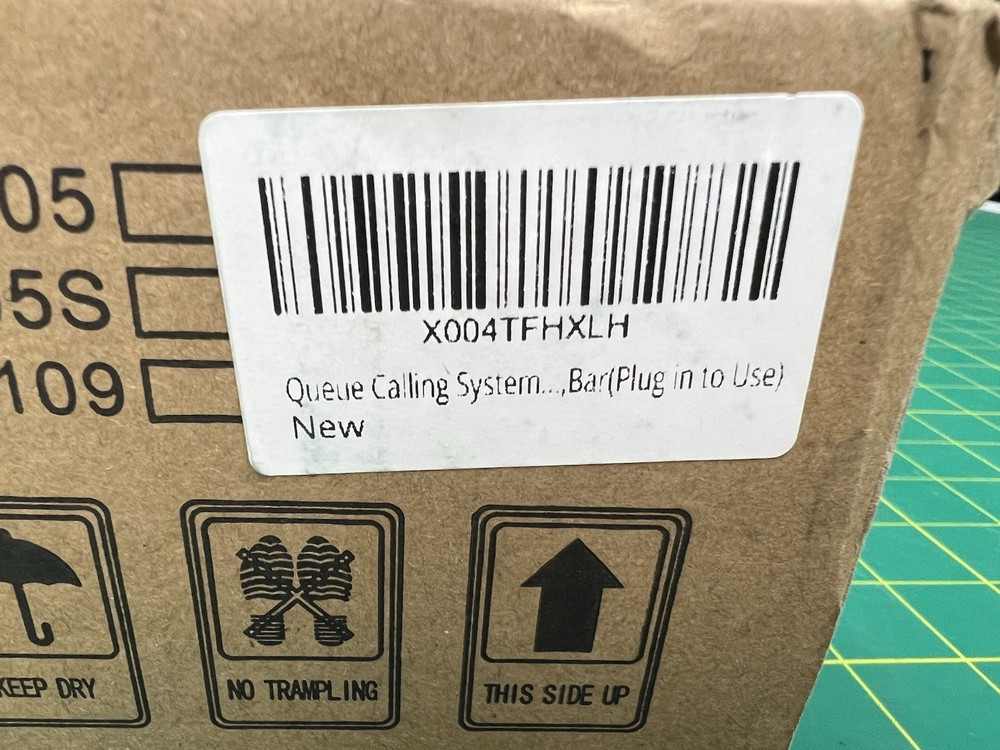 05
5S
109
X004TFHXLH
Queue Calling System...,Bar(Plug in to Use)
New
KEEP DRY
NO TRAMPLING
THIS SIDE UP